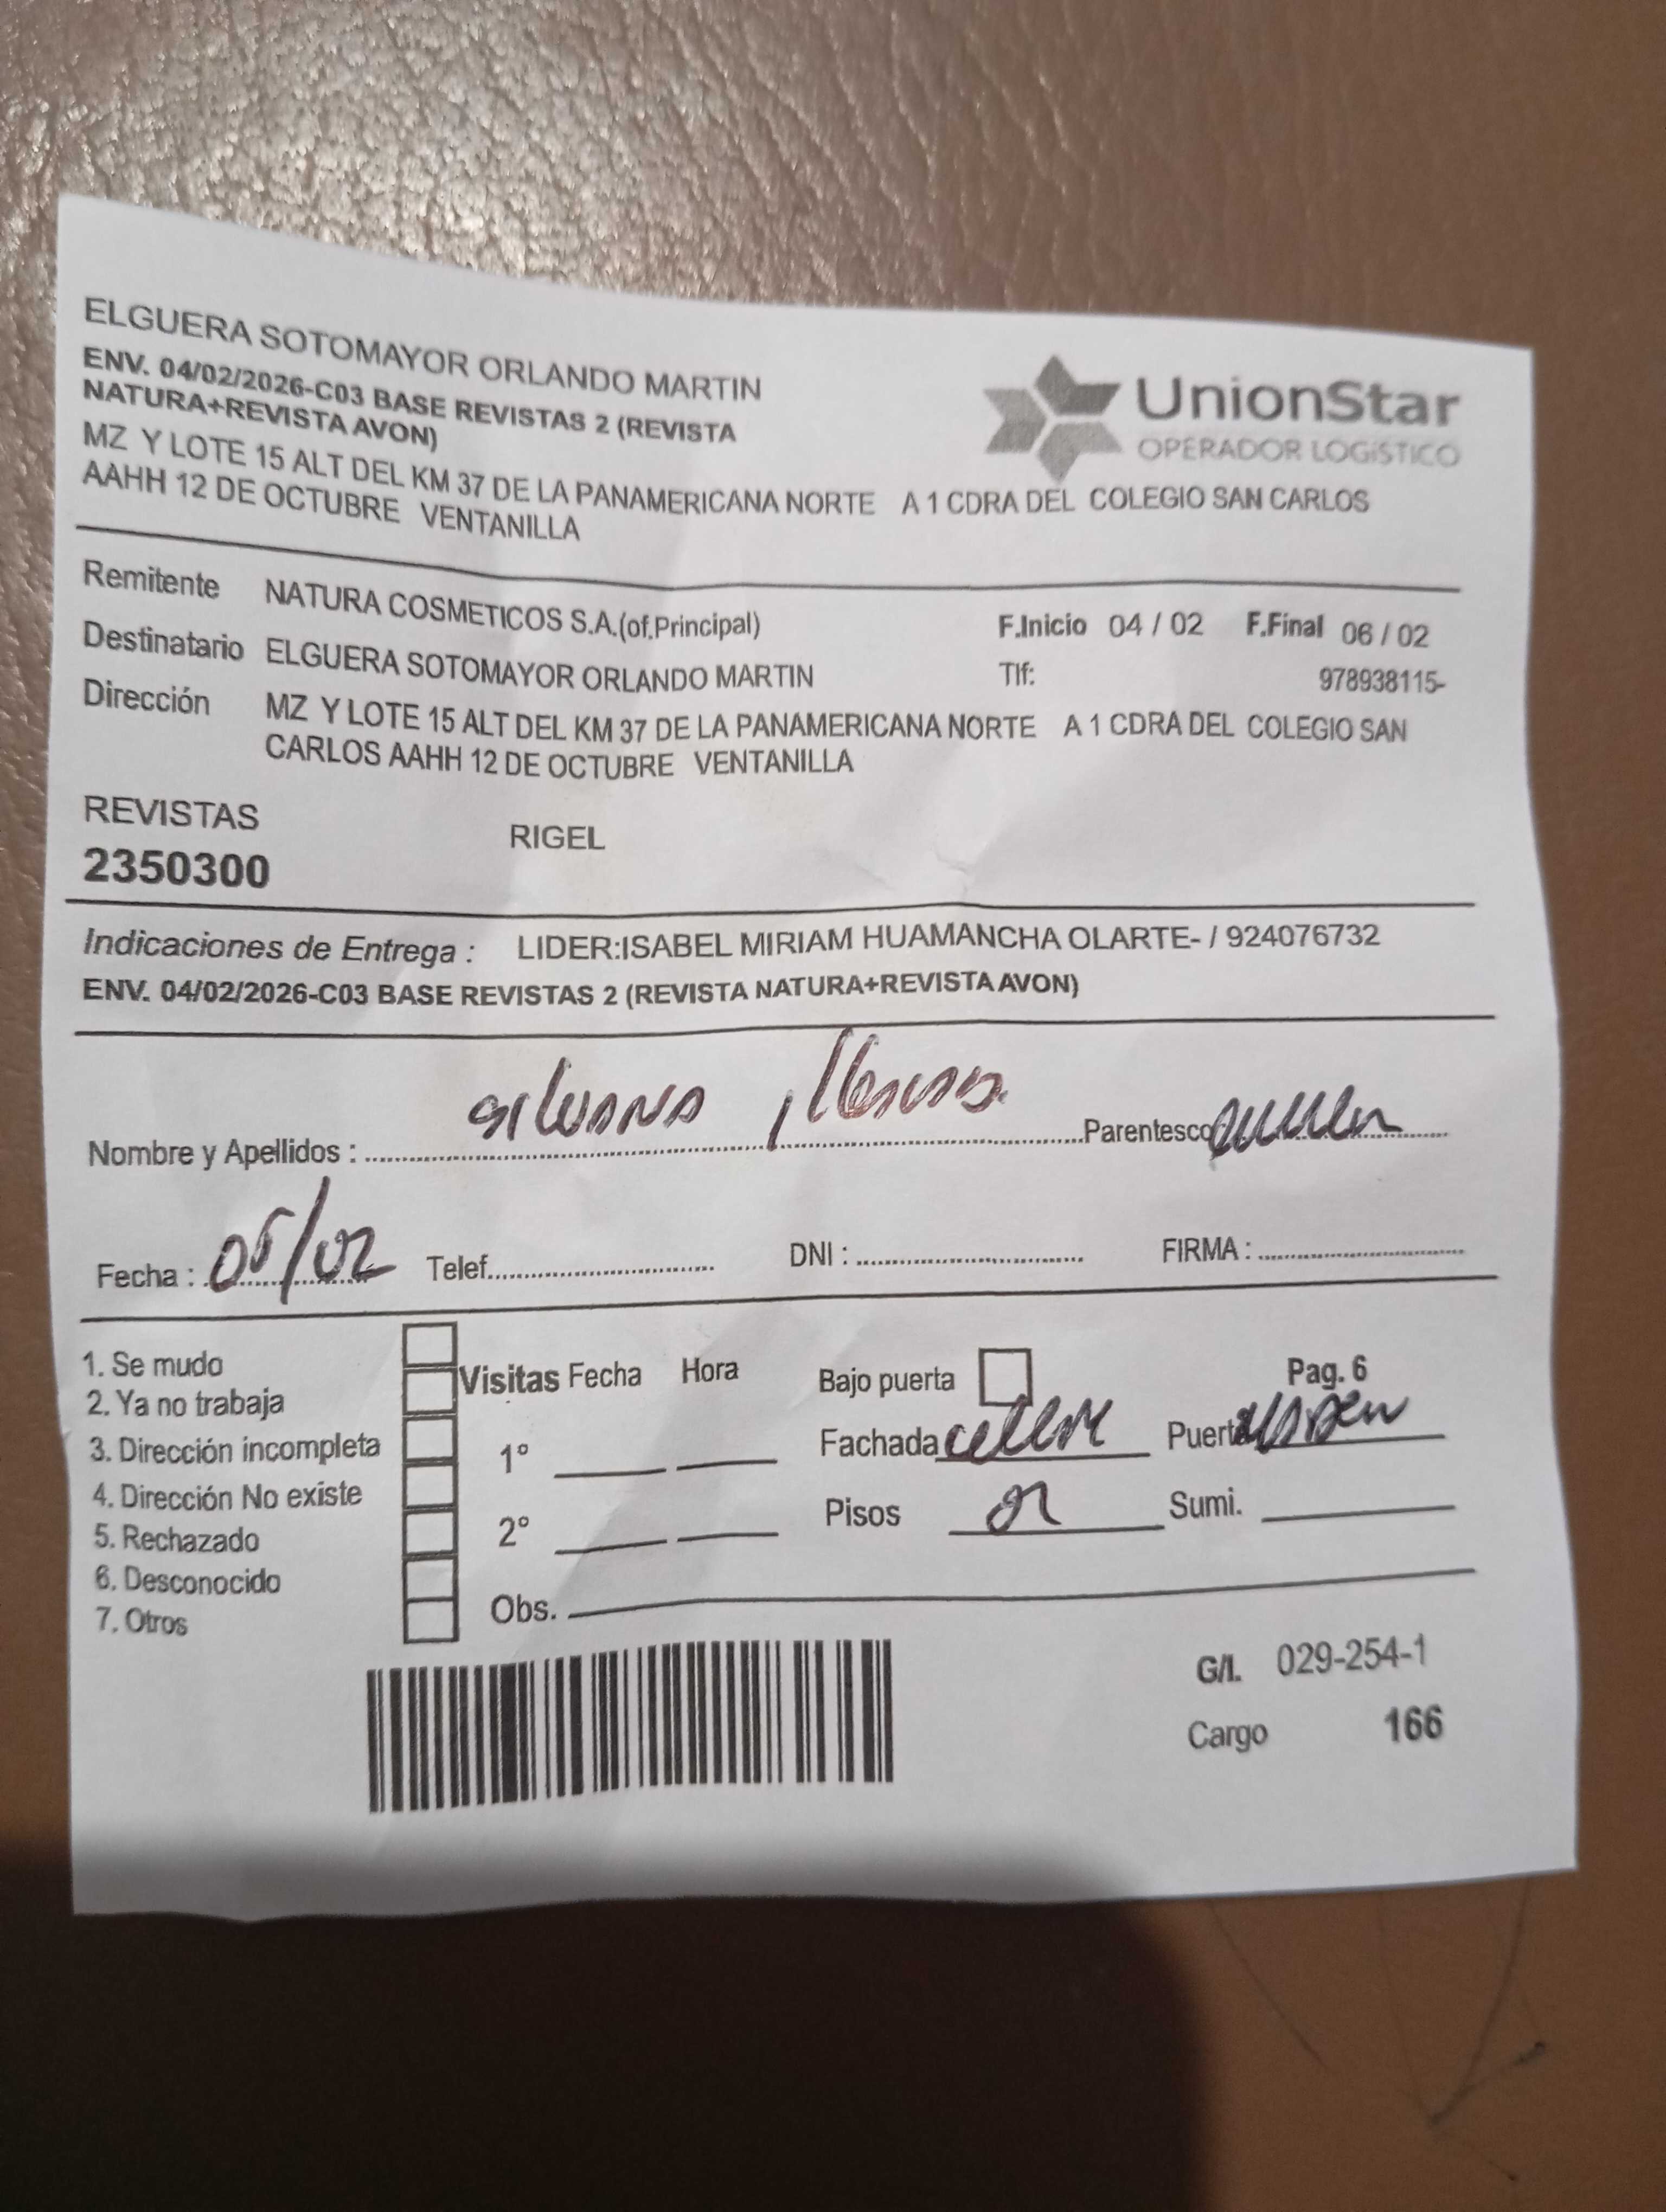 ELGUERA SOTOMAYOR ORLANDO MARTIN
ENV. 04/02/2026-C03 BASE REVISTAS 2 (REVISTA
NATURA+REVISTA AVON)
MZ Y LOTE 15 ALT DEL KM 37 DE LA PANAMERICANA NORTE A 1 CDRA DEL COLEGIO SAN CARLOS
AAHH 12 DE OCTUBRE VENTANILLA
UnionStar
OPERADOR LOGÍSTICO
Remitente NATURA COSMETICOS S.A.(of.Principal) F.Inicio 04 / 02 F.Final 06 / 02
Destinatario ELGUERA SOTOMAYOR ORLANDO MARTIN Tlf: 978938115-
Dirección MZ Y LOTE 15 ALT DEL KM 37 DE LA PANAMERICANA NORTE A 1 CDRA DEL COLEGIO SAN
CARLOS AAHH 12 DE OCTUBRE VENTANILLA
REVISTAS RIGEL
2350300
Indicaciones de Entrega : LIDER:ISABEL MIRIAM HUAMANCHA OLARTE- / 924076732
ENV. 04/02/2026-C03 BASE REVISTAS 2 (REVISTA NATURA+REVISTA AVON)
Nombre y Apellidos : silvana Parentesco
Fecha : 05/02 Telef. DNI : FIRMA :
1. Se mudo
2. Ya no trabaja
3. Dirección incompleta
4. Dirección No existe
5. Rechazado
6. Desconocido
7. Otros
Visitas Fecha Hora
1°
2°
Obs.
Bajo puerta Pag. 6
Fachada Puerta
Pisos Sumi.
G/I. 029-254-1
Cargo 166